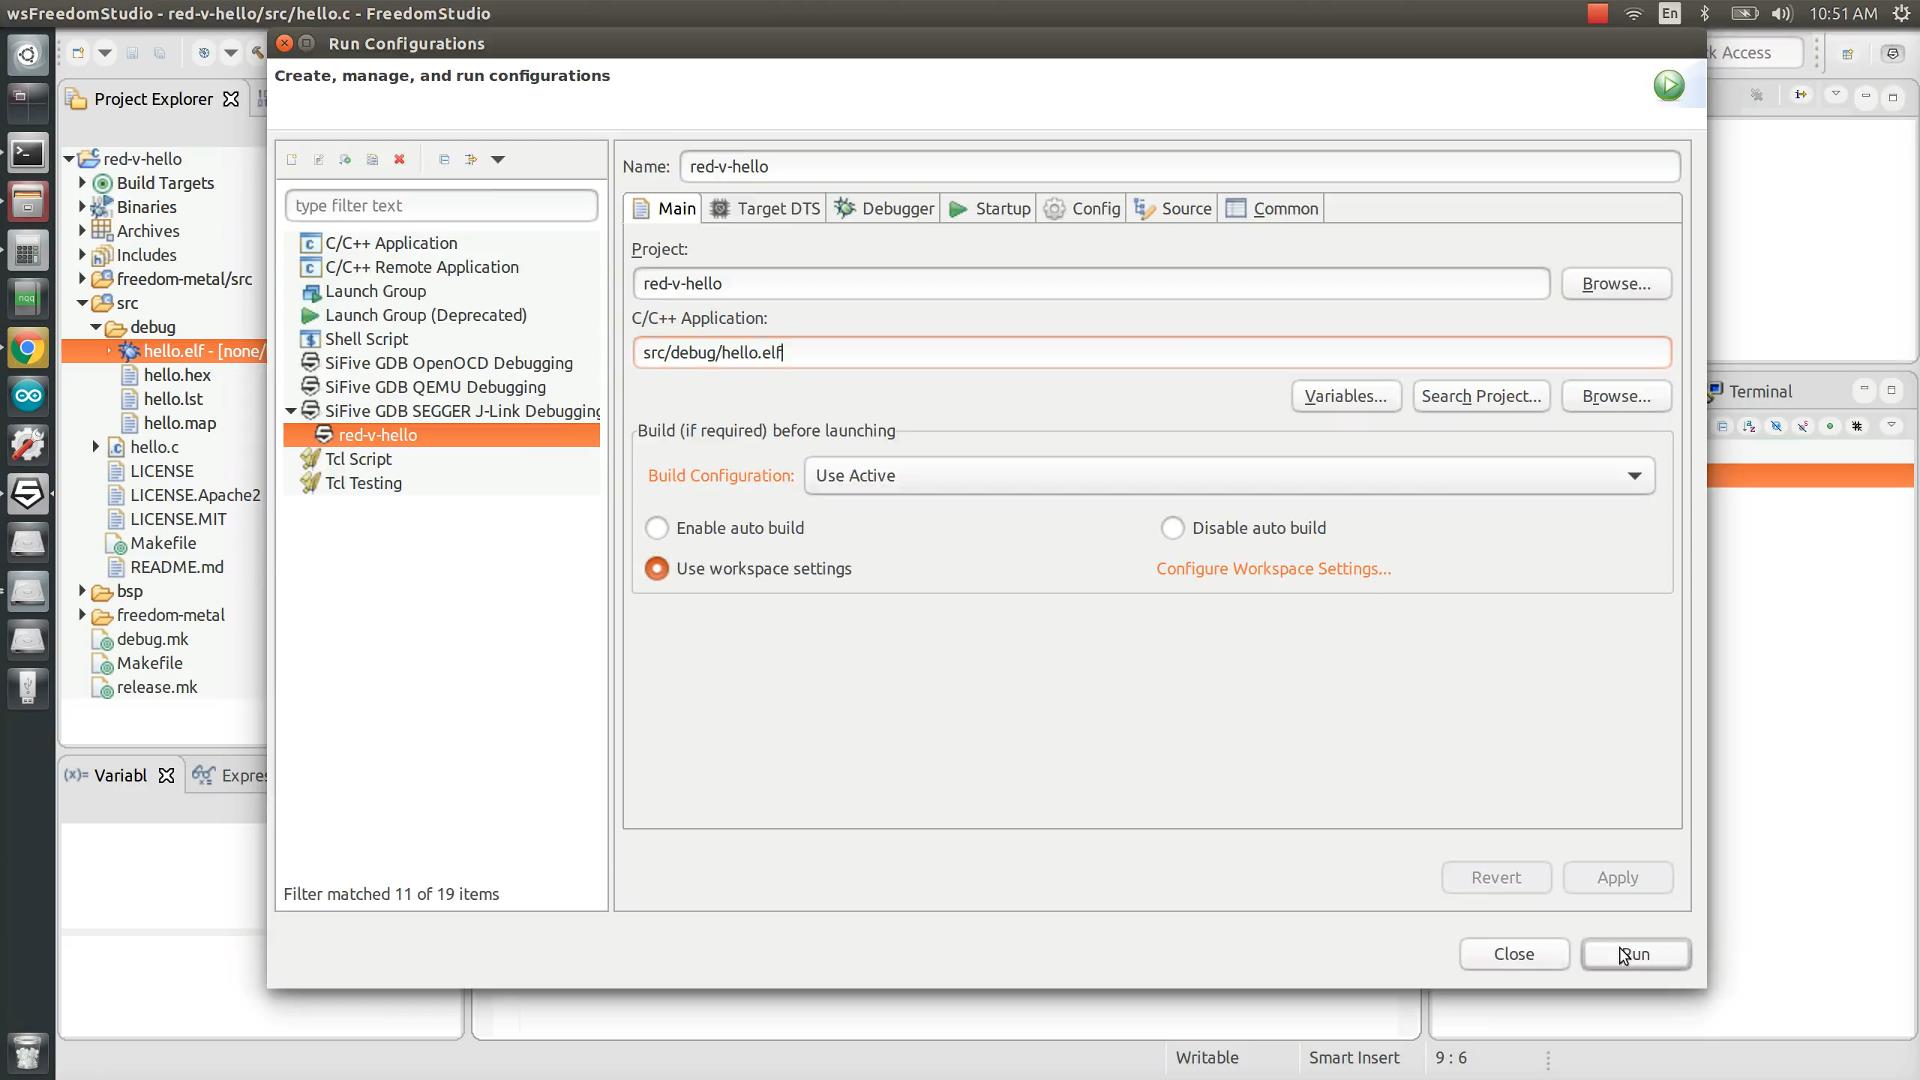 wsFreedomStudio - red-v-hello/src/hello.c - FreedomStudio
En
10:51 AM
Run Configurations
Create, manage, and run configurations
k Access
Project Explorer
red-v-hello
Build Targets
Binaries
Archives
Includes
freedom-metal/src
src
debug
hello.elf - [none/
hello.hex
hello.lst
hello.map
hello.c
LICENSE
LICENSE.Apache2
LICENSE.MIT
Makefile
README.md
bsp
freedom-metal
debug.mk
Makefile
release.mk
(x)= Variabl
Expre
type filter text
C/C++ Application
C/C++ Remote Application
Launch Group
Launch Group (Deprecated)
Shell Script
SiFive GDB OpenOCD Debugging
SiFive GDB QEMU Debugging
SiFive GDB SEGGER J-Link Debugging
red-v-hello
Tcl Script
Tcl Testing
Filter matched 11 of 19 items
Name: red-v-hello
Main
Target DTS
Debugger
Startup
Config
Source
Common
Project:
red-v-hello
Browse...
C/C++ Application:
src/debug/hello.elf
Variables...
Search Project...
Browse...
Build (if required) before launching
Build Configuration: Use Active
Enable auto build
Disable auto build
Use workspace settings
Configure Workspace Settings...
Revert
Apply
Close
Run
Terminal
nqq
Writable
Smart Insert
9 : 6